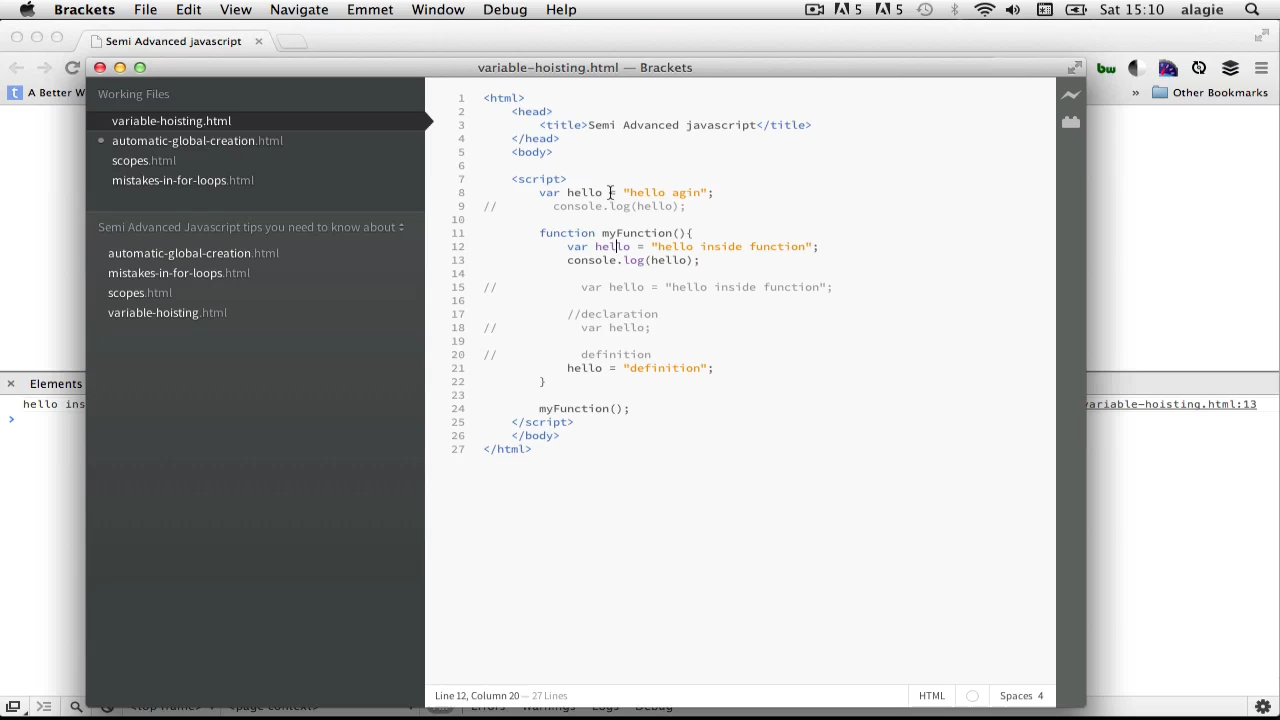 Brackets File Edit View Navigate Emmet Window Debug Help 5 5 Sat 15:10 alagie
Semi Advanced javascript ×
variable-hoisting.html — Brackets
A Better W
bw
» Other Bookmarks
Working Files
variable-hoisting.html
automatic-global-creation.html
scopes.html
mistakes-in-for-loops.html
Semi Advanced Javascript tips you need to know about
automatic-global-creation.html
mistakes-in-for-loops.html
scopes.html
variable-hoisting.html
1 <html>
2 <head>
3 <title>Semi Advanced javascript</title>
4 </head>
5 <body>
6
7 <script>
8 var hello = "hello agin";
9 // console.log(hello);
10
11 function myFunction(){
12 var hello = "hello inside function";
13 console.log(hello);
14
15 // var hello = "hello inside function";
16
17 //declaration
18 // var hello;
19
20 // definition
21 hello = "definition";
22 }
23
24 myFunction();
25 </script>
26 </body>
27 </html>
× Elements
hello ins
variable-hoisting.html:13
Line 12, Column 20 — 27 Lines
HTML Spaces 4